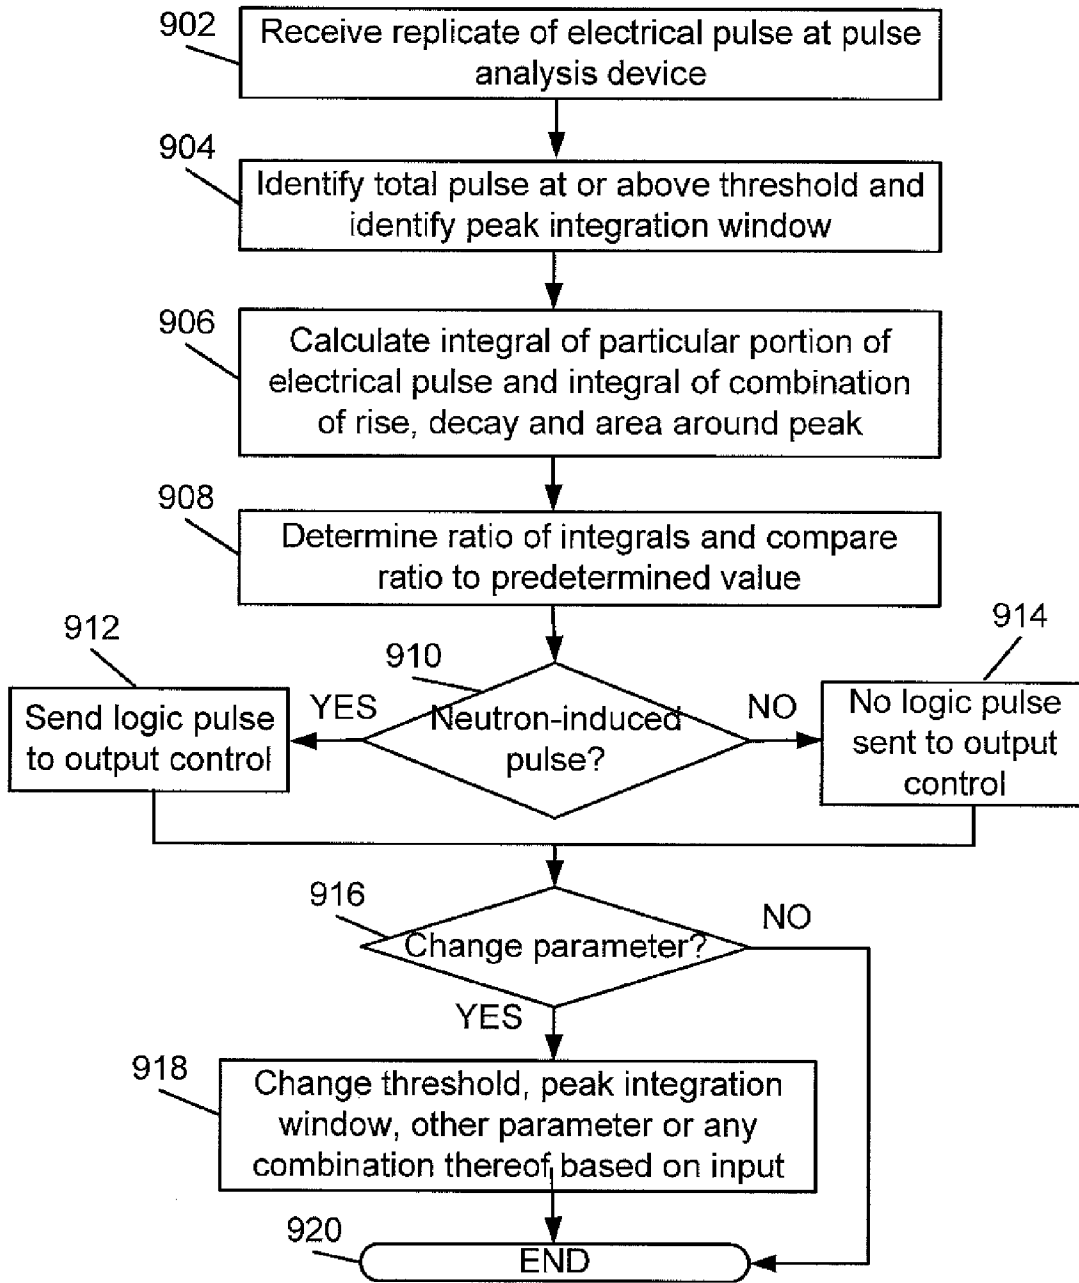 902
Receive replicate of electrical pulse at pulse
analysis device
904
Identify total pulse at or above threshold and
identify peak integration window
906
Calculate integral of particular portion of
electrical pulse and integral of combination
of rise, decay and area around peak
908
Determine ratio of integrals and compare
ratio to predetermined value
912
914
910
Send logic pulse
to output control
YES
Neutron-induced
pulse?
NO
No logic pulse
sent to output
control
916
Change parameter?
NO
YES
918
Change threshold, peak integration
window, other parameter or any
combination thereof based on input
920
END